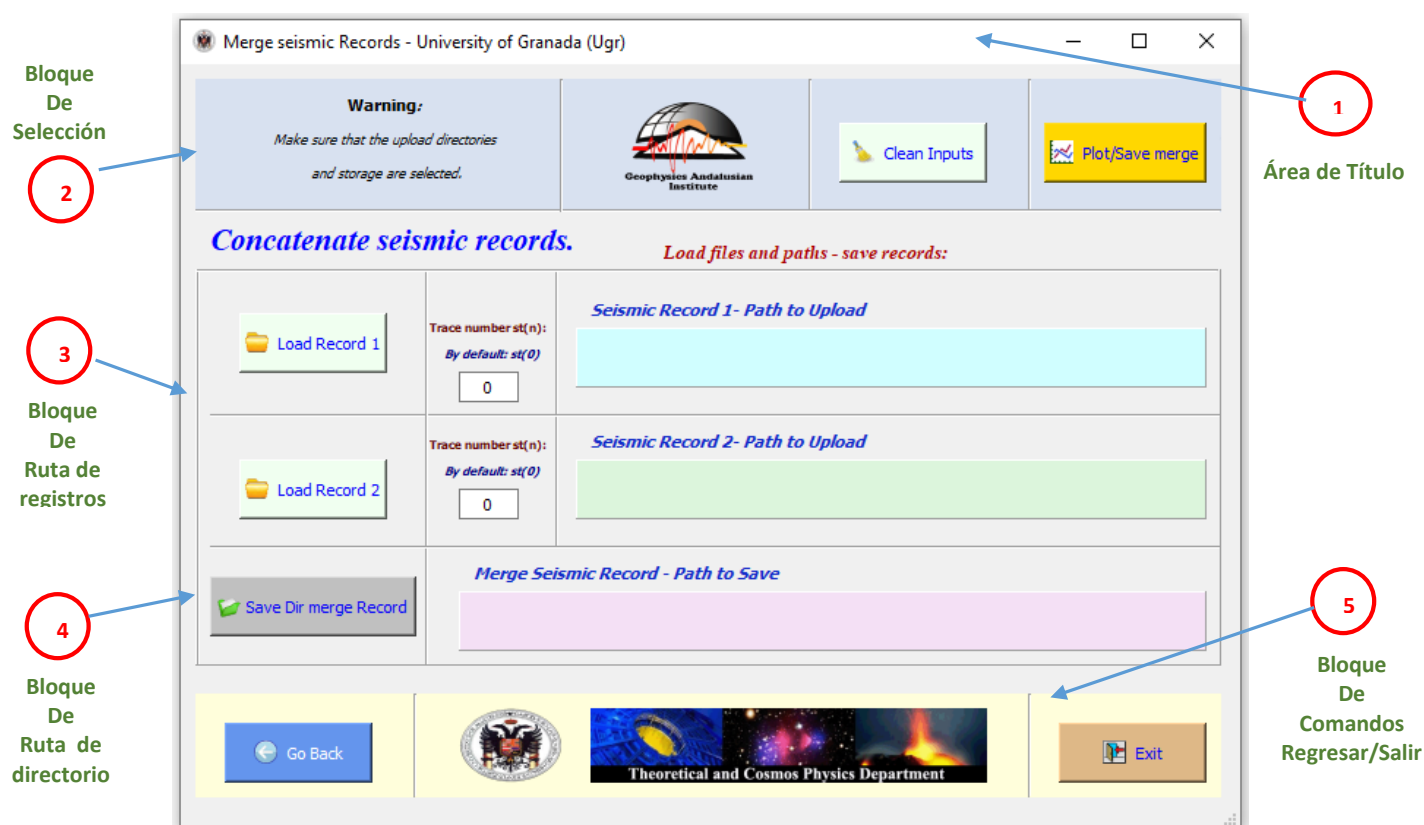 Merge seismic Records - University of Granada (Ugr)
Bloque
De
Selección
2
1
Área de Título
Warning:
Make sure that the upload directories
and storage are selected.
Geophysics Andalusian
Institute
Clean Inputs
Plot/Save merge
Concatenate seismic records.
Load files and paths - save records:
3
Bloque
De
Ruta de
registros
Load Record 1
Trace number st(n):
By default: st(0)
0
Seismic Record 1- Path to Upload
Load Record 2
Trace number st(n):
By default: st(0)
0
Seismic Record 2- Path to Upload
4
Bloque
De
Ruta de
directorio
Save Dir merge Record
Merge Seismic Record - Path to Save
5
Bloque
De
Comandos
Regresar/Salir
Go Back
Theoretical and Cosmos Physics Department
Exit